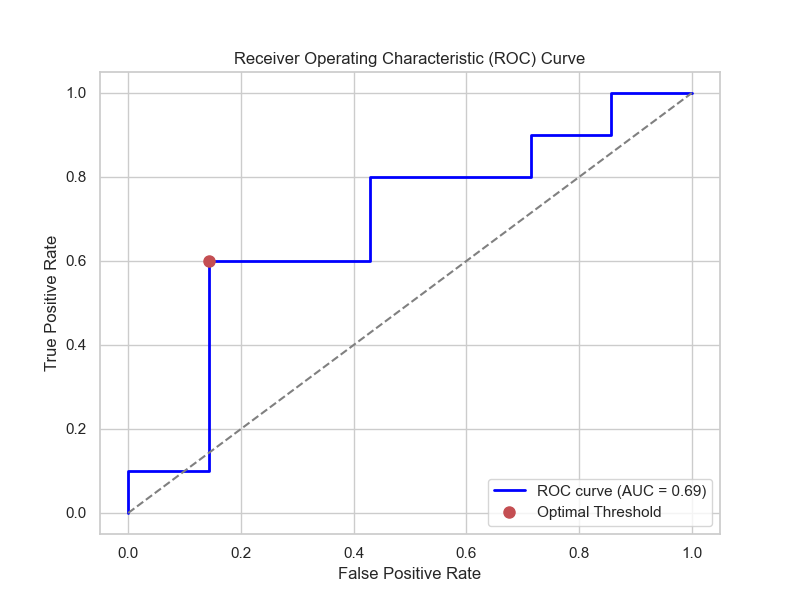 Receiver Operating Characteristic (ROC) Curve
True Positive Rate
1.0
0.8
0.6
0.4
0.2
0.0
ROC curve (AUC = 0.69)
Optimal Threshold
0.0 0.2 0.4 0.6 0.8 1.0
False Positive Rate